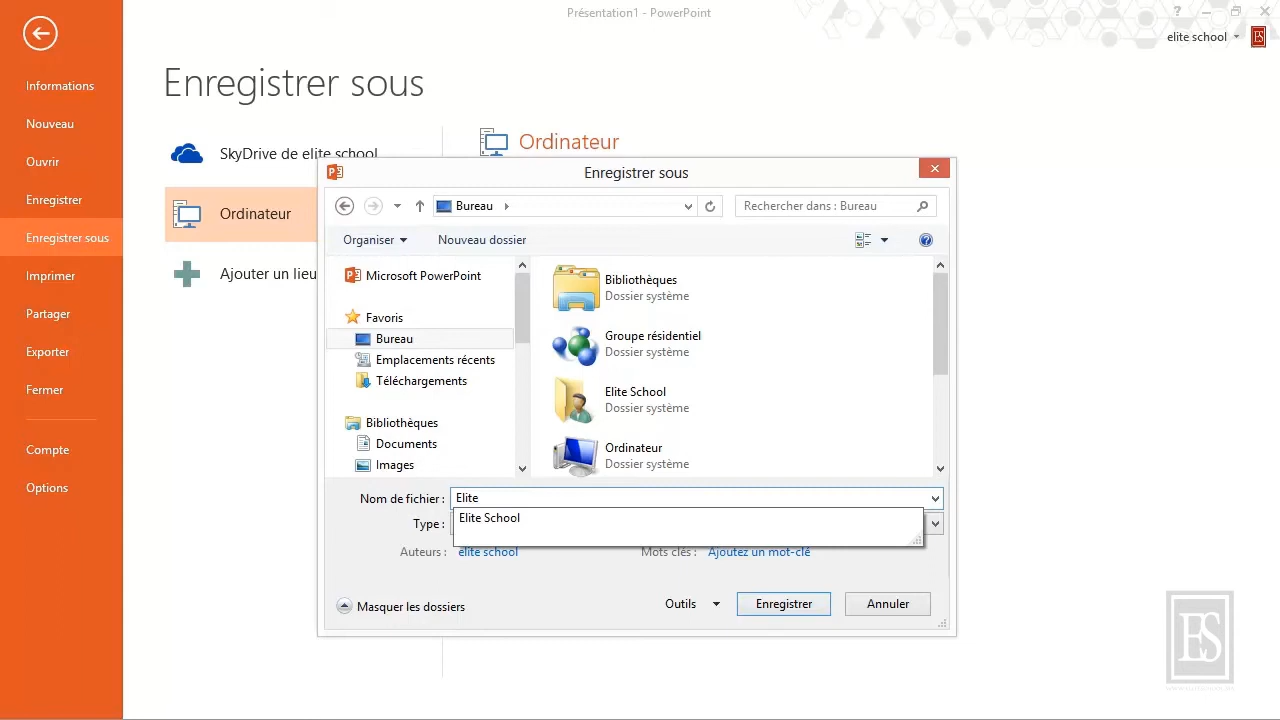 Présentation1 - PowerPoint
?
elite school
ES
Informations
Nouveau
Ouvrir
Enregistrer
Enregistrer sous
Imprimer
Partager
Exporter
Fermer
Compte
Options
Enregistrer sous
SkyDrive de elite school
Ordinateur
Ajouter un lieu
Ordinateur
Enregistrer sous
Bureau
Rechercher dans : Bureau
Organiser
Nouveau dossier
?
Microsoft PowerPoint
Favoris
Bureau
Emplacements récents
Téléchargements
Bibliothèques
Documents
Images
Bibliothèques
Dossier système
Groupe résidentiel
Dossier système
Elite School
Dossier système
Ordinateur
Dossier système
Nom de fichier : Elite
Elite School
Type :
Auteurs : elite school
Mots clés : Ajoutez un mot-clé
Masquer les dossiers
Outils
Enregistrer
Annuler
ES